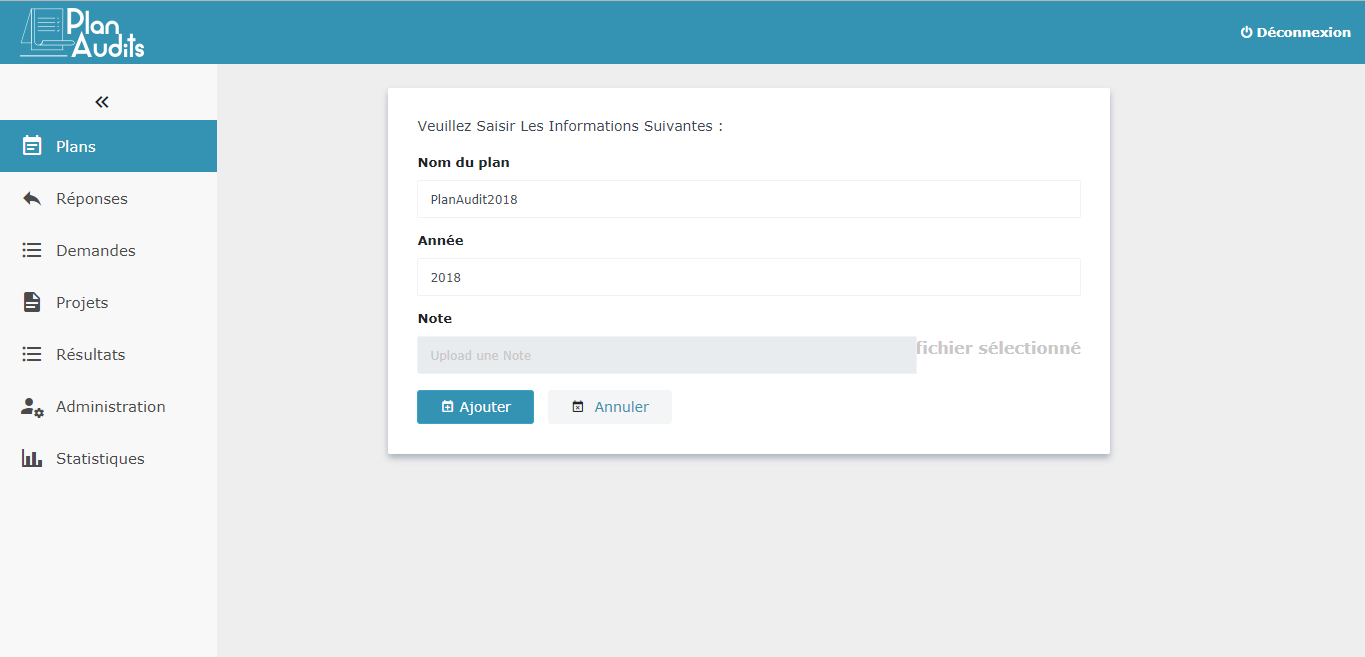 Plan
Audits
Déconnexion
Plans
Réponses
Demandes
Projets
Résultats
Administration
Statistiques
Veuillez Saisir Les Informations Suivantes :
Nom du plan
PlanAudit2018
Année
2018
Note
Upload une Note
fichier sélectionné
Ajouter
Annuler